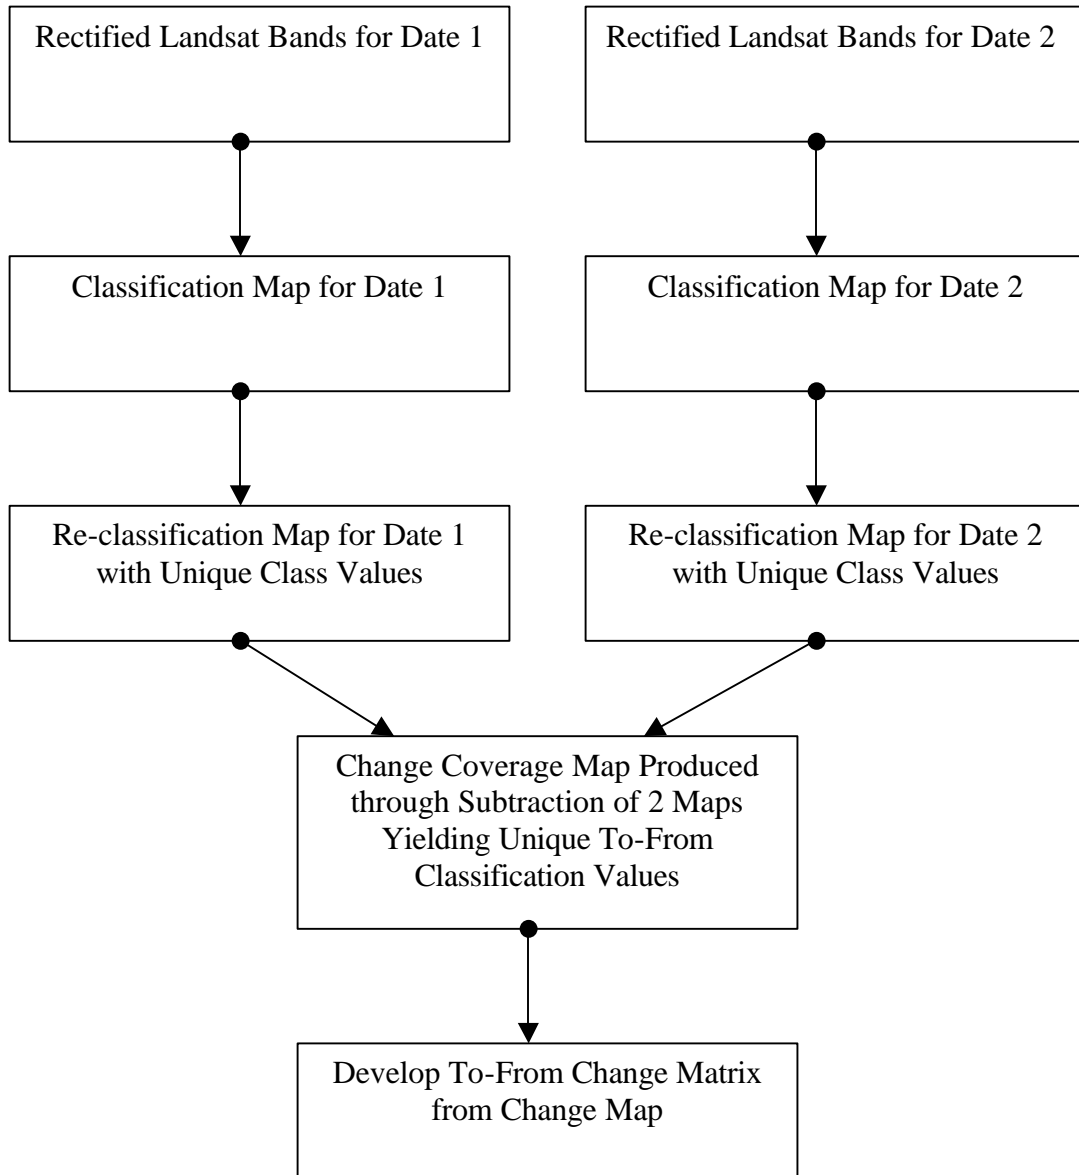 Rectified Landsat Bands for Date 1
Rectified Landsat Bands for Date 2
Classification Map for Date 1
Classification Map for Date 2
Re-classification Map for Date 1
with Unique Class Values
Re-classification Map for Date 2
with Unique Class Values
Change Coverage Map Produced
through Subtraction of 2 Maps
Yielding Unique To-From
Classification Values
Develop To-From Change Matrix
from Change Map